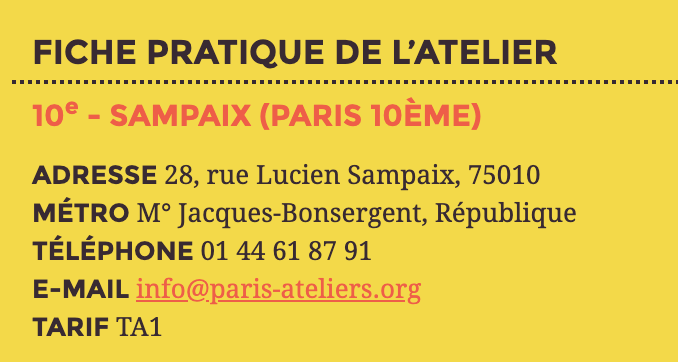 FICHE PRATIQUE DE L’ATELIER
10e - SAMPAIX (PARIS 10ÈME)
ADRESSE 28, rue Lucien Sampaix, 75010
MÉTRO M° Jacques-Bonsergent, République
TÉLÉPHONE 01 44 61 87 91
E-MAIL info@paris-ateliers.org
TARIF TA1